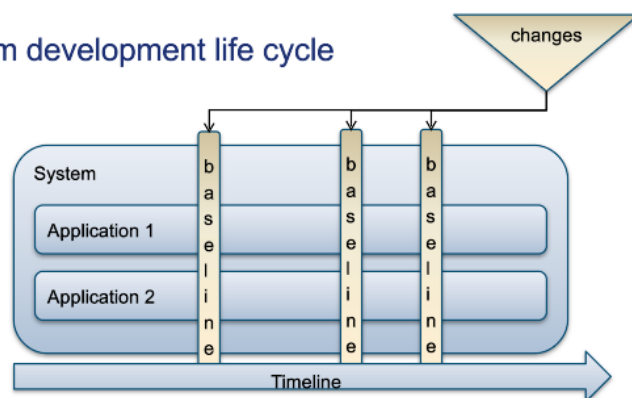 m development life cycle
changes
System
Application 1
Application 2
baseline
baseline
baseline
Timeline